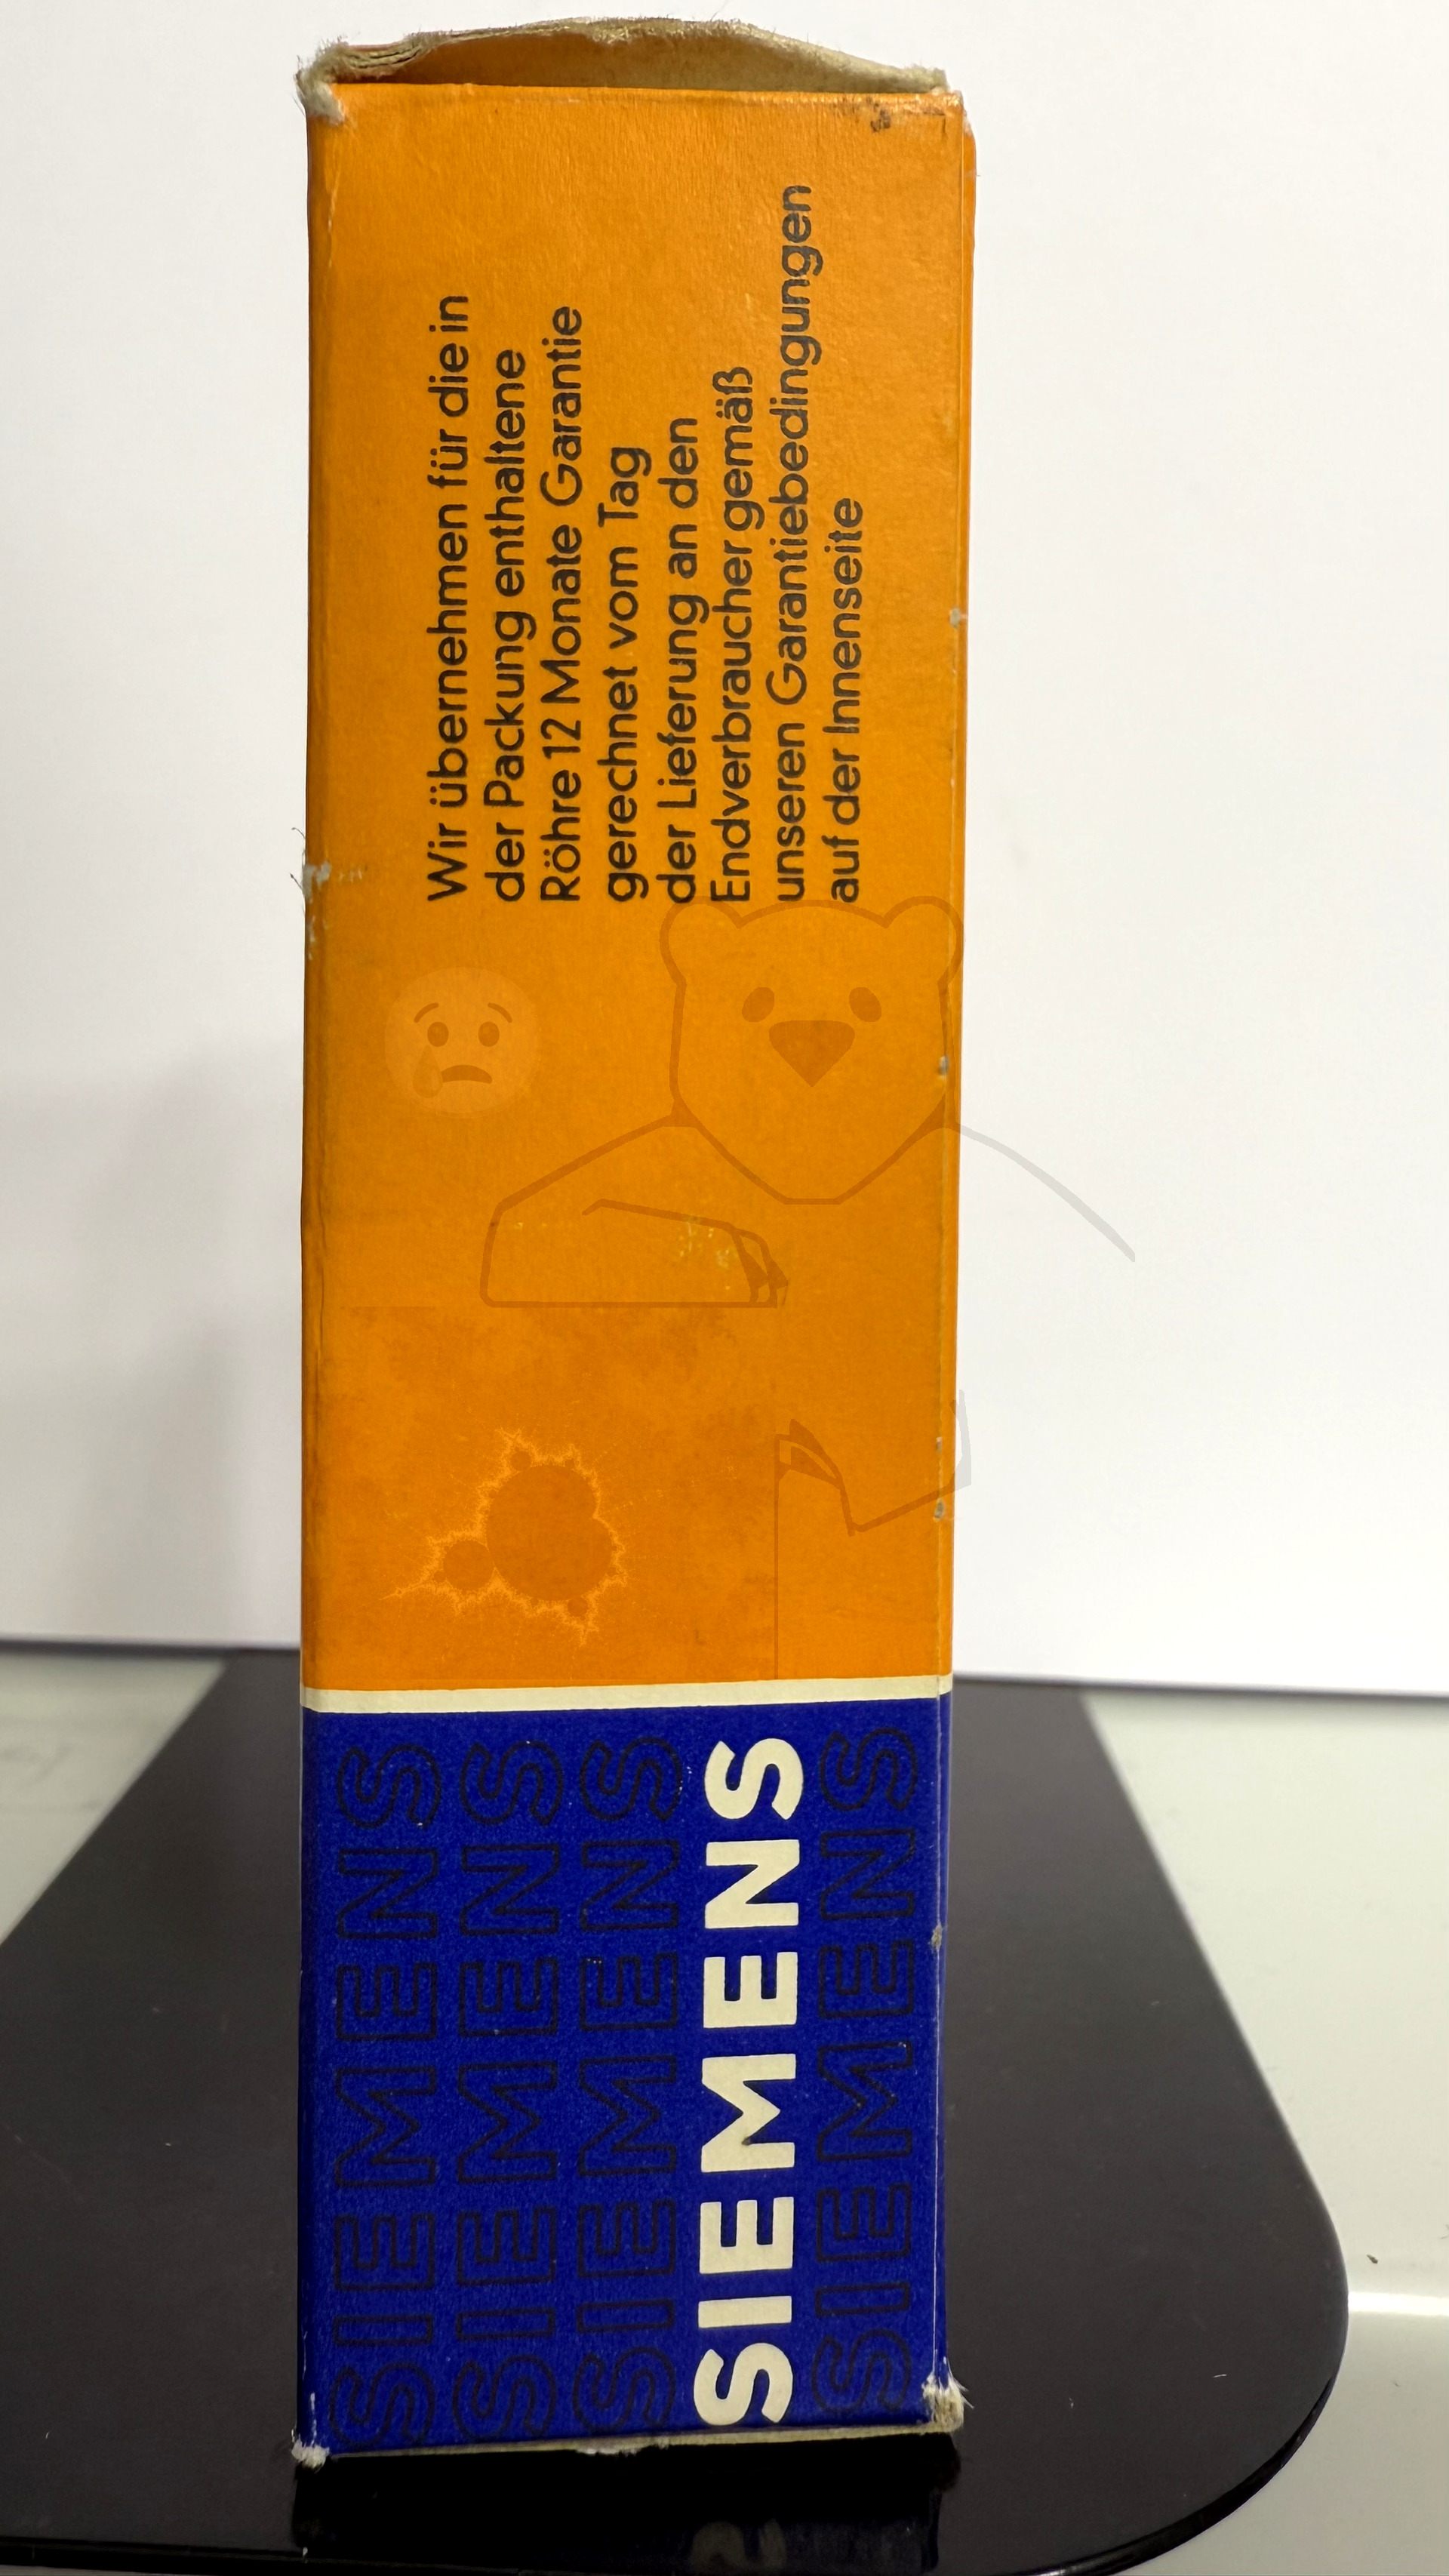 Wir übernehmen für die in
der Packung enthaltene
Röhre 12 Monate Garantie
gerechnet vom Tag
der Lieferung an den
Endverbraucher gemäß
unseren Garantiebedingungen
auf der Innenseite
SIEMENS
SIEMENS
SIEMENS
SIEMENS
SIEMENS